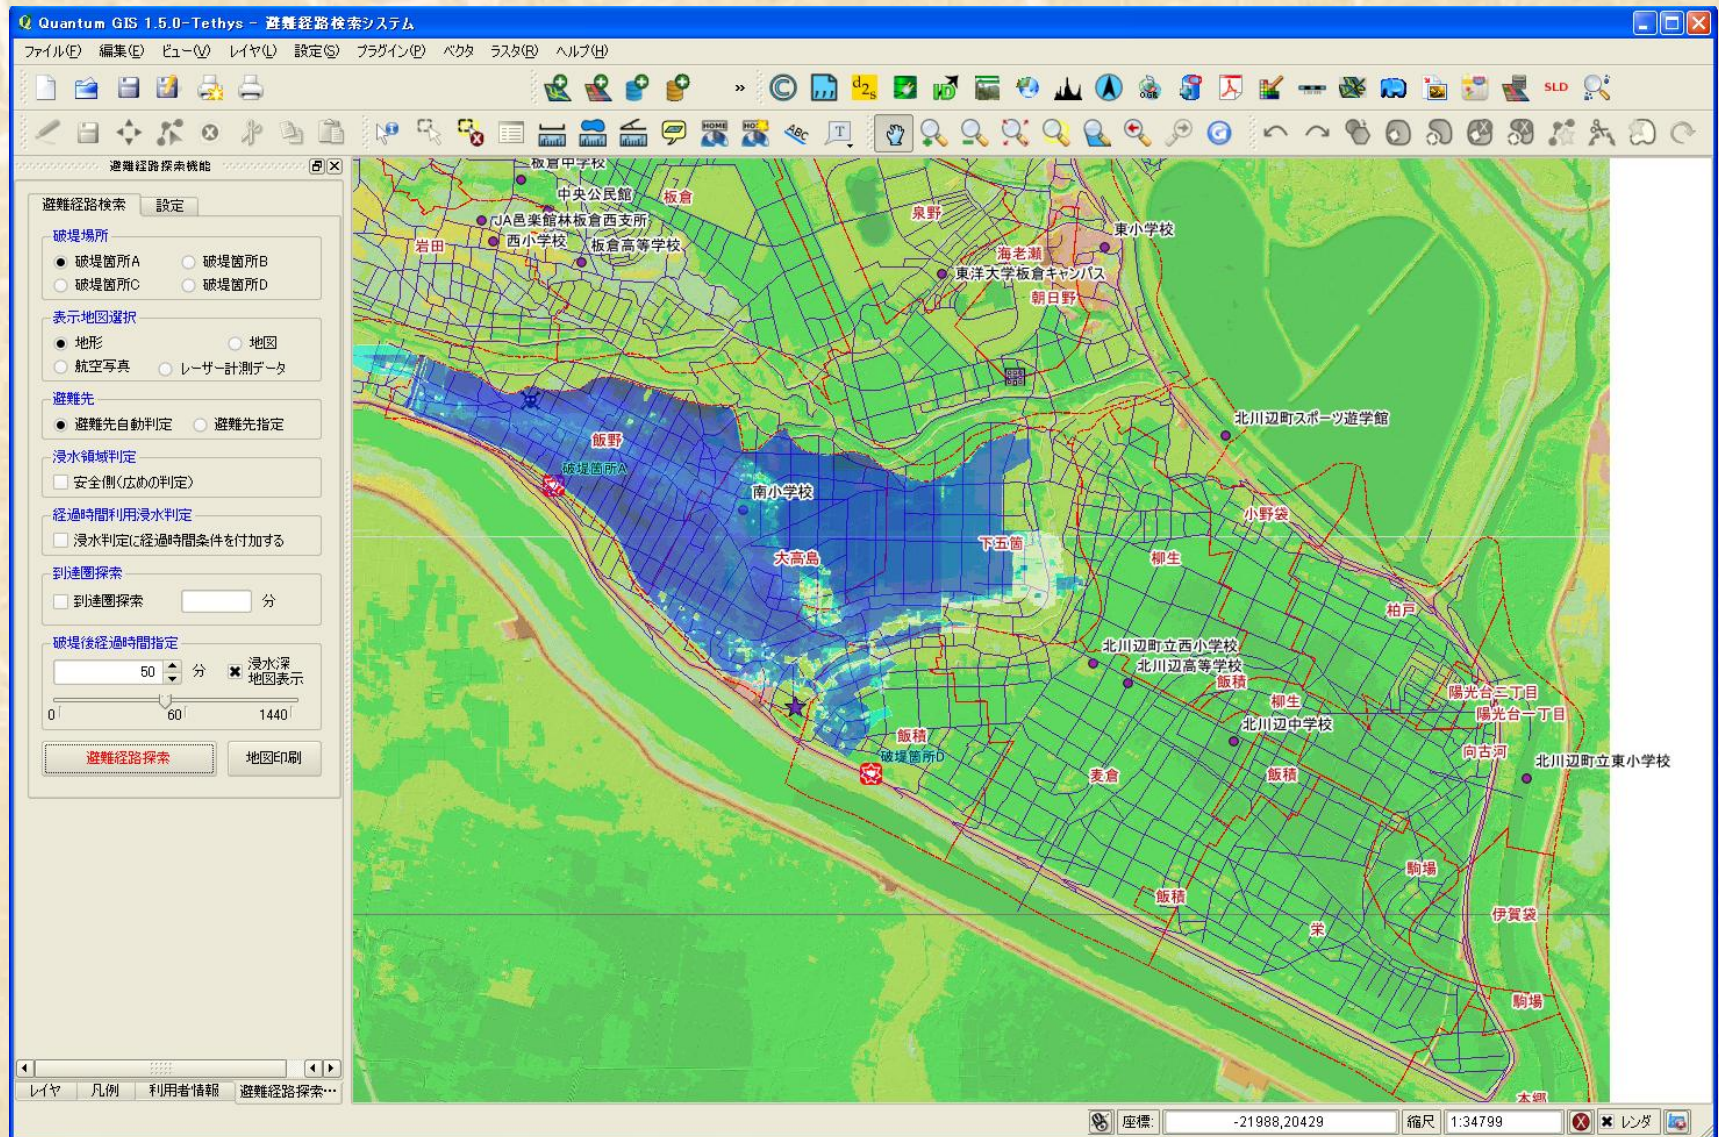 Quantum GIS 1.5.0-Tethys - 避難経路検索システム
ファイル(F) 編集(E) ビュー(V) レイヤ(L) 設定(S) プラグイン(P) ベクタ ラスタ(R) ヘルプ(H)
SLD
避難経路探索機能
避難経路検索 設定
破堤場所
破堤箇所A 破堤箇所B
破堤箇所C 破堤箇所D
表示地図選択
地形 地図
航空写真 レーザー計測データ
避難先
避難先自動判定 避難先指定
浸水領域判定
安全側(広めの判定)
経過時間利用浸水判定
浸水判定に経過時間条件を付加する
到達圏探索
到達圏探索 分
破堤後経過時間指定
50 分 浸水深
地図表示
0 60 1440
避難経路探索 地図印刷
レイヤ 凡例 利用者情報 避難経路探索…
板倉中学校
中央公民館
板倉
JA邑楽館林板倉西支所
岩田
西小学校
板倉高等学校
泉野
海老瀬
東小学校
東洋大学板倉キャンパス
朝日野
北川辺町スポーツ遊学館
飯野
破堤箇所A
南小学校
小野袋
下五箇
大高島
柳生
柏戸
北川辺町立西小学校
北川辺高等学校
飯積
柳生
陽光台二丁目
陽光台一丁目
北川辺中学校
飯積
破堤箇所D
向古河
北川辺町立東小学校
麦倉
飯積
駒場
飯積
伊賀袋
栄
駒場
本郷
座標: -21988,20429 縮尺 1:34799 レンダ